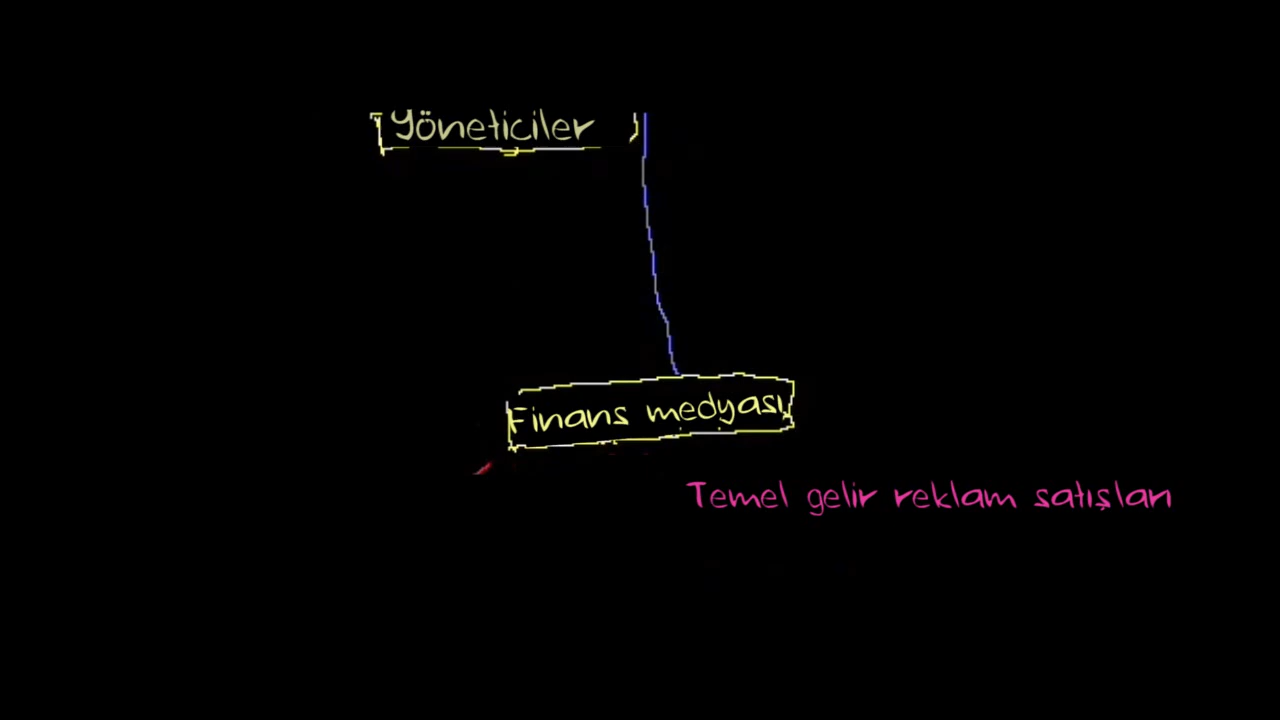 Yöneticiler
Finans medyası
Temel gelir reklam satışları